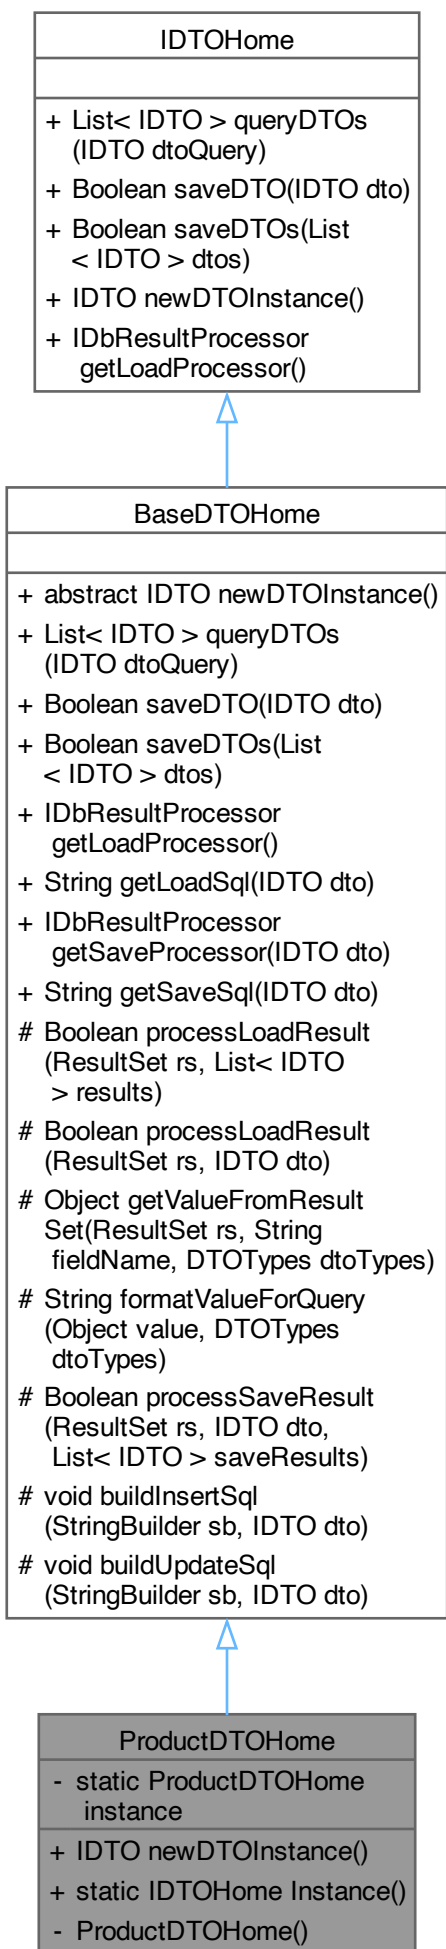 IDTOHome
+ List< IDTO > queryDTOs
(IDTO dtoQuery)
+ Boolean saveDTO(IDTO dto)
+ Boolean saveDTOs(List
< IDTO > dtos)
+ IDTO newDTOInstance()
+ IDbResultProcessor
getLoadProcessor()
BaseDTOHome
+ abstract IDTO newDTOInstance()
+ List< IDTO > queryDTOs
(IDTO dtoQuery)
+ Boolean saveDTO(IDTO dto)
+ Boolean saveDTOs(List
< IDTO > dtos)
+ IDbResultProcessor
getLoadProcessor()
+ String getLoadSql(IDTO dto)
+ IDbResultProcessor
getSaveProcessor(IDTO dto)
+ String getSaveSql(IDTO dto)
# Boolean processLoadResult
(ResultSet rs, List< IDTO
> results)
# Boolean processLoadResult
(ResultSet rs, IDTO dto)
# Object getValueFromResult
Set(ResultSet rs, String
fieldName, DTOTypes dtoTypes)
# String formatValueForQuery
(Object value, DTOTypes
dtoTypes)
# Boolean processSaveResult
(ResultSet rs, IDTO dto,
List< IDTO > saveResults)
# void buildInsertSql
(StringBuilder sb, IDTO dto)
# void buildUpdateSql
(StringBuilder sb, IDTO dto)
ProductDTOHome
- static ProductDTOHome
instance
+ IDTO newDTOInstance()
+ static IDTOHome Instance()
- ProductDTOHome()